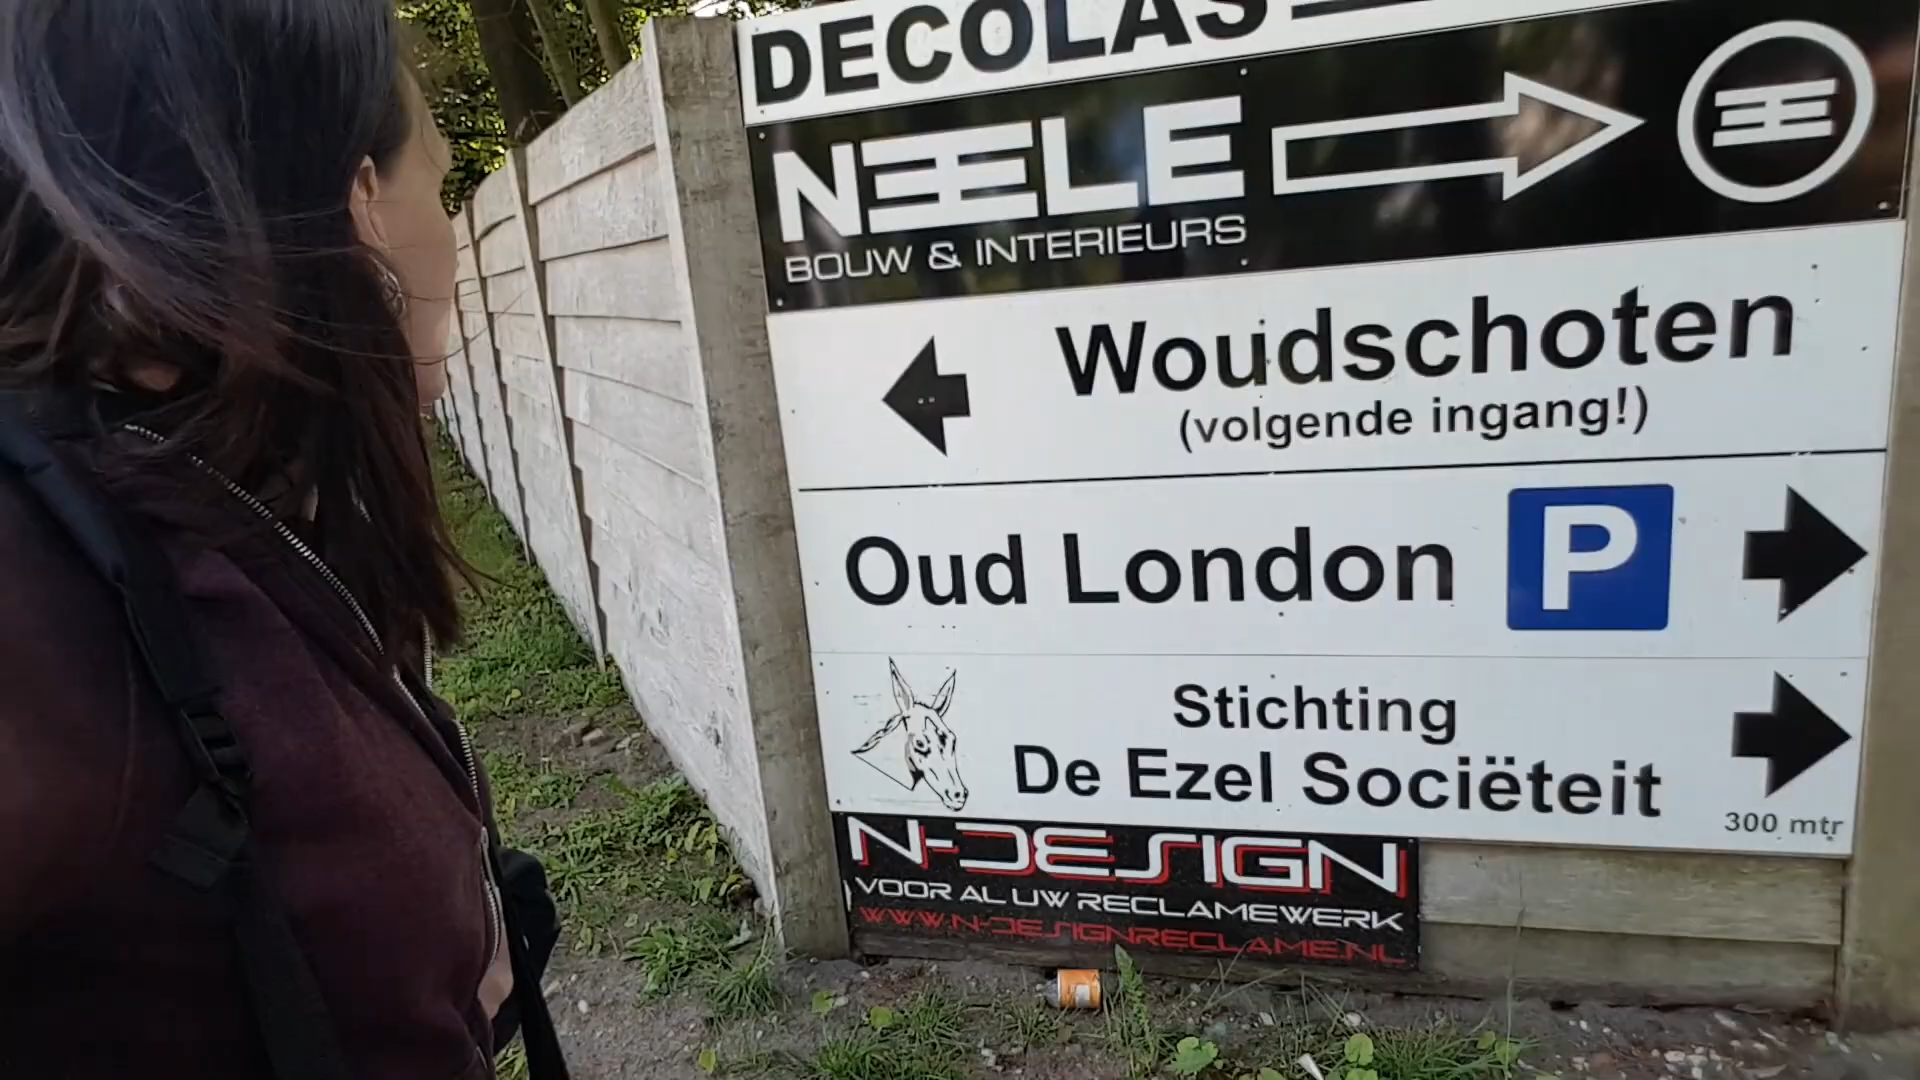 DECOLAS
NEELE
BOUW & INTERIEURS
Woudschoten
(volgende ingang!)
Oud London P
Stichting
De Ezel Sociëteit
300 mtr
N-DESIGN
VOOR AL UW RECLAMEWERK
WWW.N-DESIGNRECLAME.NL